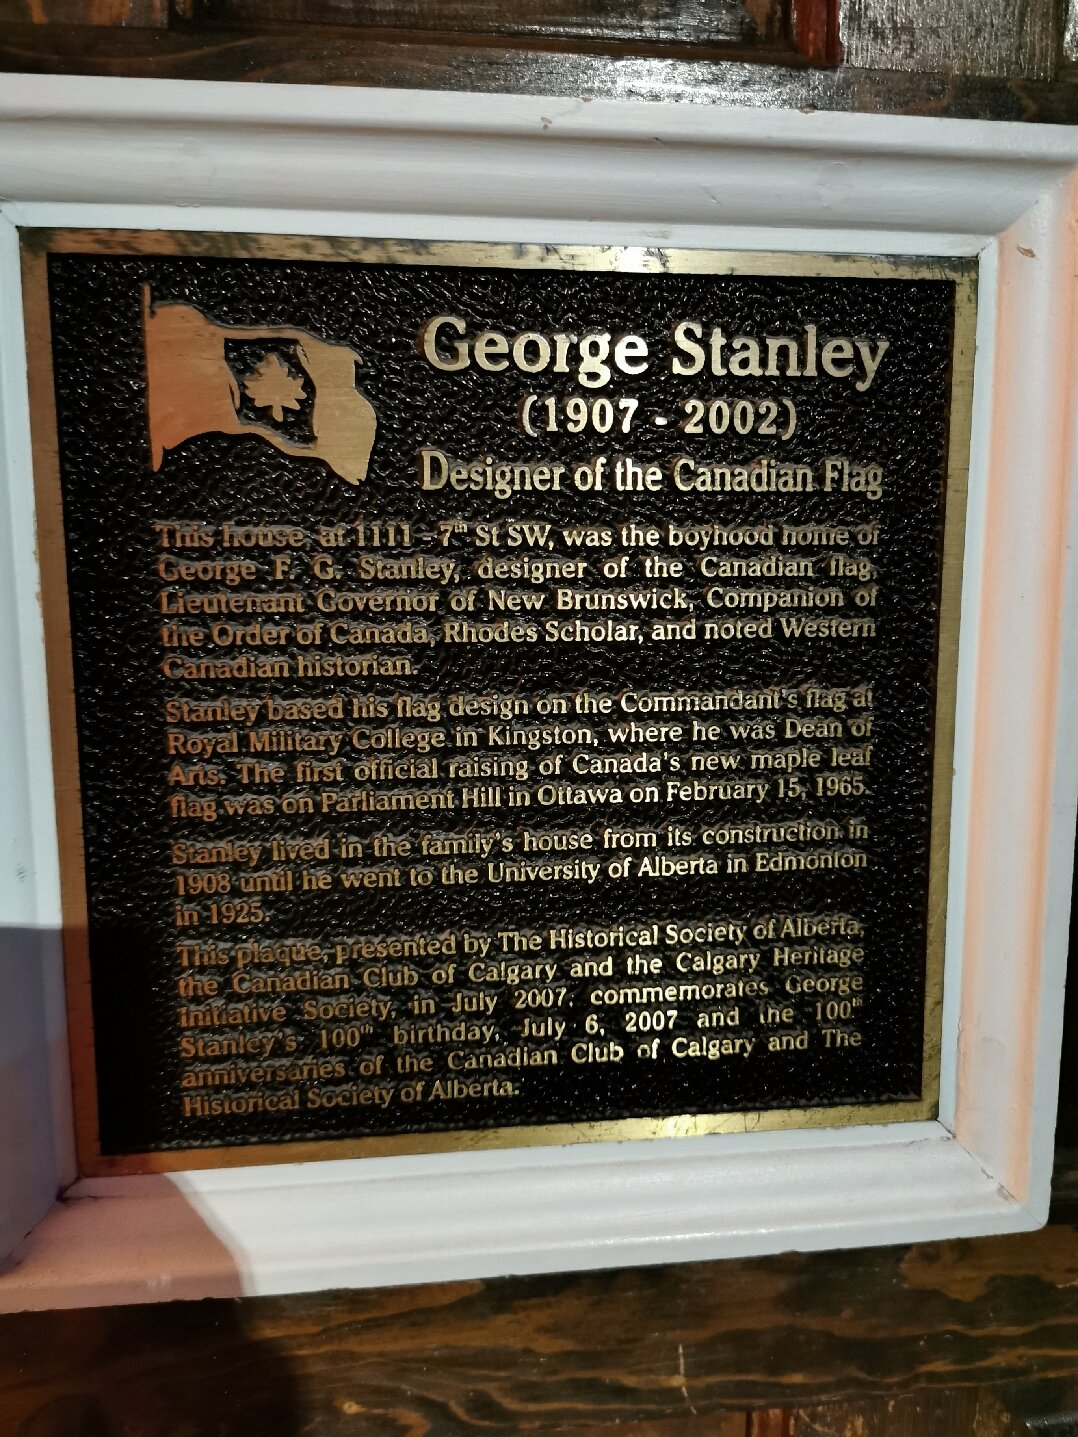 George Stanley
(1907 - 2002)
Designer of the Canadian Flag
This house, at 1111 - 7th St SW, was the boyhood home of
George F. G. Stanley, designer of the Canadian flag,
Lieutenant Governor of New Brunswick, Companion of
the Order of Canada, Rhodes Scholar, and noted Western
Canadian historian.
Stanley based his flag design on the Commandant's flag at
Royal Military College in Kingston, where he was Dean of
Arts. The first official raising of Canada's new maple leaf
flag was on Parliament Hill in Ottawa on February 15, 1965.
Stanley lived in the family's house from its construction in
1908 until he went to the University of Alberta in Edmonton
in 1925.
This plaque, presented by The Historical Society of Alberta,
the Canadian Club of Calgary and the Calgary Heritage
Initiative Society, in July 2007, commemorates George
Stanley's 100th birthday, July 6, 2007 and the 100th
anniversaries of the Canadian Club of Calgary and The
Historical Society of Alberta.